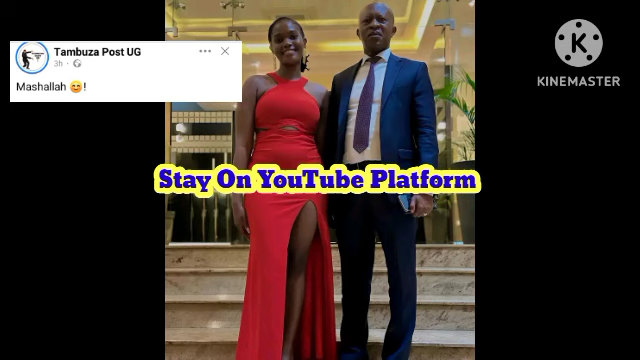 Tambuza Post UG
3h
Mashallah 😊!
KINEMASTER
Stay On YouTube Platform